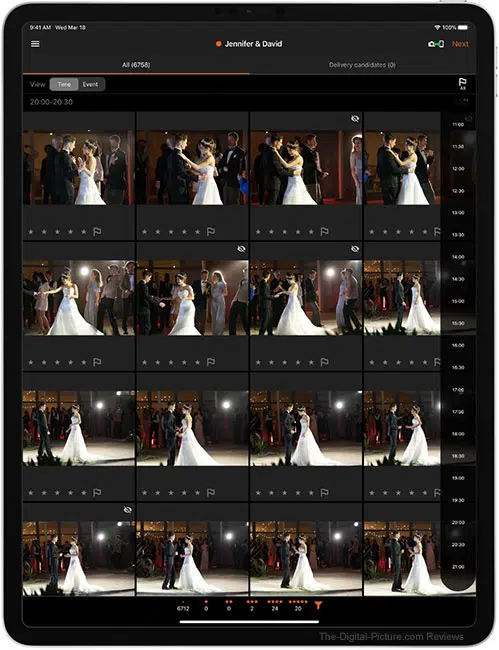 9:41 AM Wed Mar 18
100%
Jennifer & David
Next
All (6758)
Delivery candidates (0)
View
Time
Event
All
20:00-20:30
11:00
11:30
12:00
12:30
13:00
13:30
14:00
14:30
15:00
15:30
16:00
16:30
17:00
17:30
18:00
18:30
19:00
19:30
20:00
20:30
21:00
6712
0
0
2
24
20
The-Digital-Picture.com Reviews